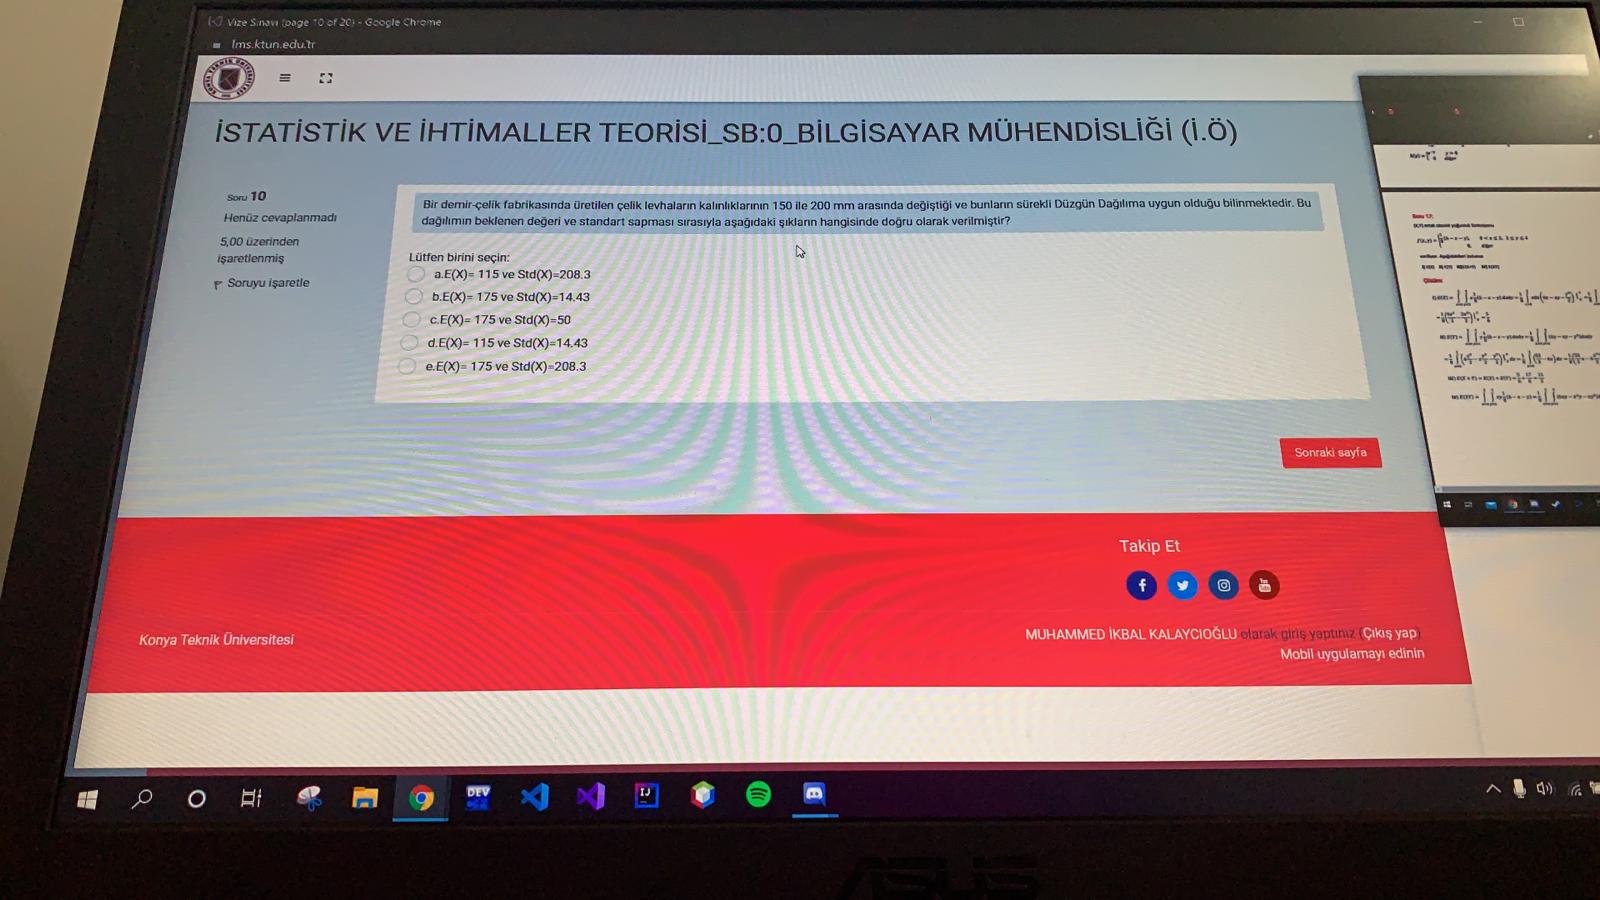 Vize Sınavı (page 10 of 20) - Google Chrome
lms.ktun.edu.tr
İSTATİSTİK VE İHTİMALLER TEORİSİ_SB:0_BİLGİSAYAR MÜHENDİSLİĞİ (İ.Ö)
Soru 10
Henüz cevaplanmadı
5,00 üzerinden
işaretlenmiş
Soruyu işaretle
Bir demir-çelik fabrikasında üretilen çelik levhaların kalınlıklarının 150 ile 200 mm arasında değiştiği ve bunların sürekli Düzgün Dağılıma uygun olduğu bilinmektedir. Bu
dağılımın beklenen değeri ve standart sapması sırasıyla aşağıdaki şıkların hangisinde doğru olarak verilmiştir?
Lütfen birini seçin:
a.E(X)= 115 ve Std(X)=208.3
b.E(X)= 175 ve Std(X)=14.43
c.E(X)= 175 ve Std(X)=50
d.E(X)= 115 ve Std(X)=14.43
e.E(X)= 175 ve Std(X)=208.3
Sonraki sayfa
Soru 17:
Çözüm:
Takip Et
Konya Teknik Üniversitesi
MUHAMMED İKBAL KALAYCIOĞLU olarak giriş yaptınız (Çıkış yap)
Mobil uygulamayı edinin
DEV
IJ
ASUS